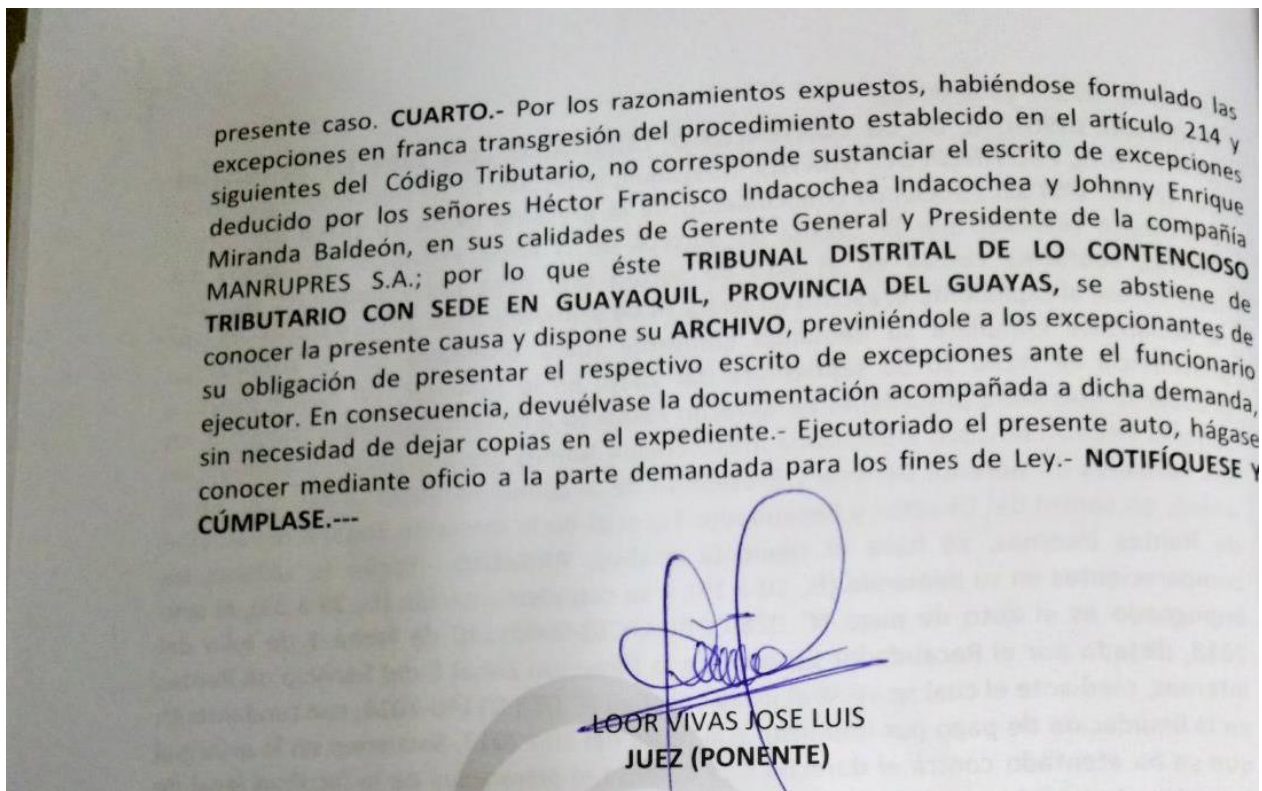 presente caso. CUARTO.- Por los razonamientos expuestos, habiéndose formulado las
excepciones en franca transgresión del procedimiento establecido en el artículo 214 y
siguientes del Código Tributario, no corresponde sustanciar el escrito de excepciones
deducido por los señores Héctor Francisco Indacochea Indacochea y Johnny Enrique
Miranda Baldeón, en sus calidades de Gerente General y Presidente de la compañía
MANRUPRES S.A.; por lo que éste TRIBUNAL DISTRITAL DE LO CONTENCIOSO
TRIBUTARIO CON SEDE EN GUAYAQUIL, PROVINCIA DEL GUAYAS, se abstiene de
conocer la presente causa y dispone su ARCHIVO, previniéndole a los excepcionantes de
su obligación de presentar el respectivo escrito de excepciones ante el funcionario
ejecutor. En consecuencia, devuélvase la documentación acompañada a dicha demanda,
sin necesidad de dejar copias en el expediente.- Ejecutoriado el presente auto, hágase
conocer mediante oficio a la parte demandada para los fines de Ley.- NOTIFÍQUESE Y
CÚMPLASE.---
LOOR VIVAS JOSE LUIS
JUEZ (PONENTE)